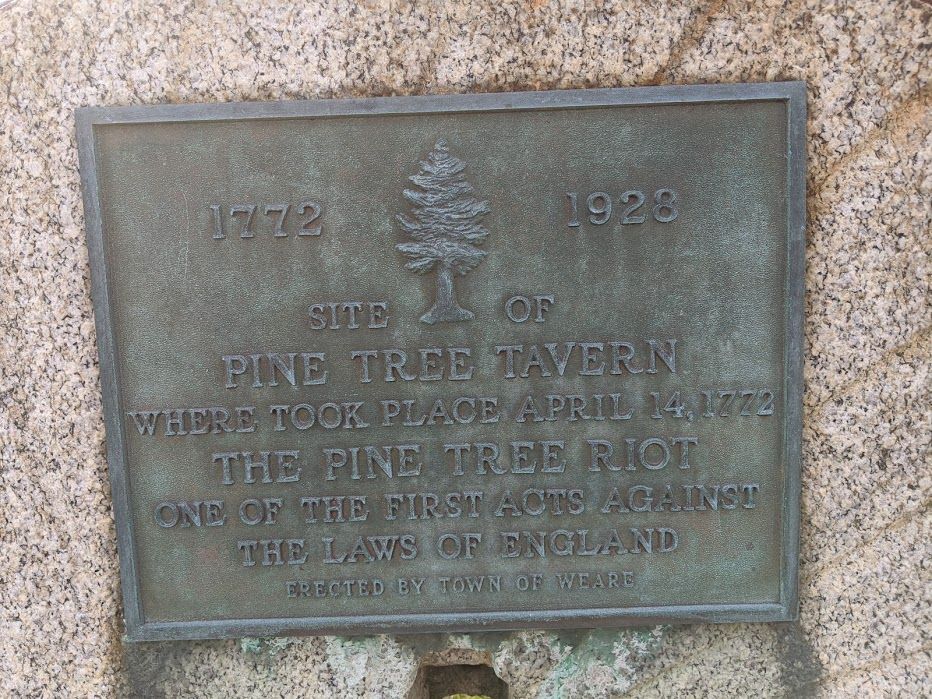 1772 1928
SITE OF
PINE TREE TAVERN
WHERE TOOK PLACE APRIL 14, 1772
THE PINE TREE RIOT
ONE OF THE FIRST ACTS AGAINST
THE LAWS OF ENGLAND
ERECTED BY TOWN OF WEARE